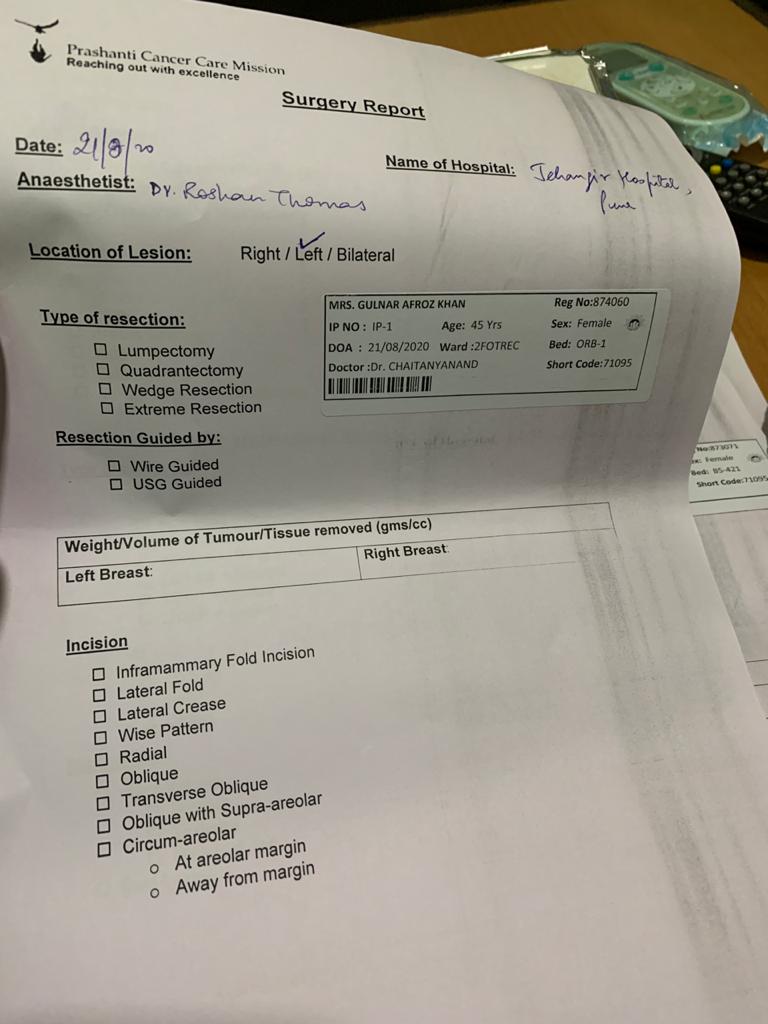 Prashanti Cancer Care Mission
Reaching out with excellence
Surgery Report
Date: 21/8/20
Name of Hospital: Jehangir Hospital,
Pune
Anaesthetist: Dr. Roshan Thomas
Location of Lesion: Right / Left / Bilateral
MRS. GULNAR AFROZ KHAN Reg No:874060
IP NO : IP-1 Age: 45 Yrs Sex: Female
DOA : 21/08/2020 Ward :2FOTREC Bed: ORB-1
Doctor :Dr. CHAITANYANAND Short Code:71095
Type of resection:
Lumpectomy
Quadrantectomy
Wedge Resection
Extreme Resection
Resection Guided by:
Wire Guided
USG Guided
No:873071
Female
Bed: BS-421
Short Code:71095
Weight/Volume of Tumour/Tissue removed (gms/cc)
Left Breast: Right Breast:
Incision
Inframammary Fold Incision
Lateral Fold
Lateral Crease
Wise Pattern
Radial
Oblique
Transverse Oblique
Oblique with Supra-areolar
Circum-areolar
At areolar margin
Away from margin